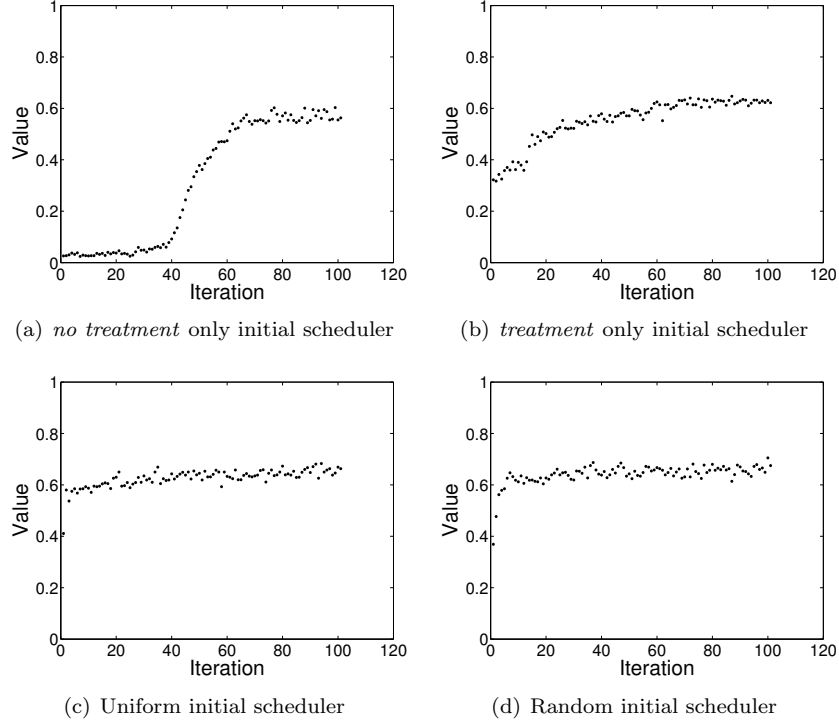 1
0.8
0.6
0.4
0.2
0
Value
0 20 40 60 80 100 120
Iteration
(a) no treatment only initial scheduler
1
0.8
0.6
0.4
0.2
0
Value
0 20 40 60 80 100 120
Iteration
(b) treatment only initial scheduler
1
0.8
0.6
0.4
0.2
0
Value
0 20 40 60 80 100 120
Iteration
(c) Uniform initial scheduler
1
0.8
0.6
0.4
0.2
0
Value
0 20 40 60 80 100 120
Iteration
(d) Random initial scheduler